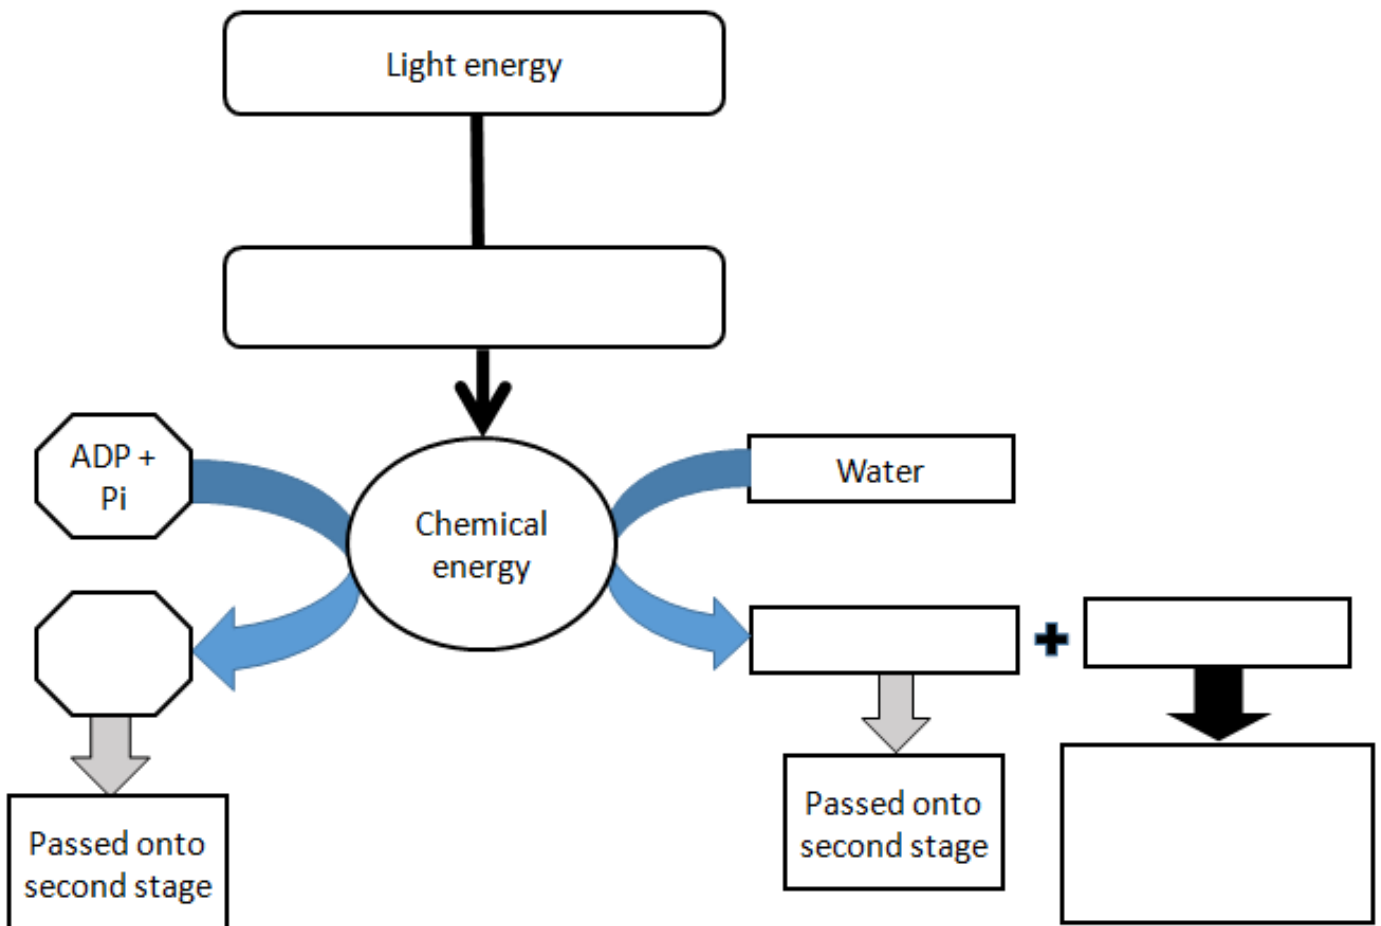 Light energy
ADP +
Pi
Water
Chemical
energy
Passed onto
second stage
Passed onto
second stage